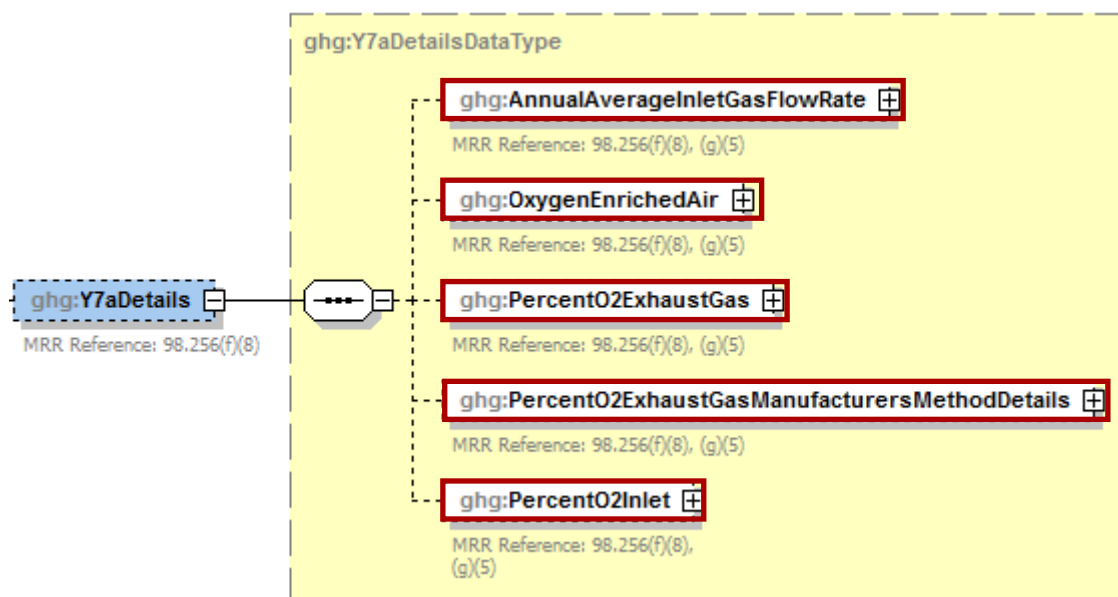 ghg:Y7aDetailsDataType
ghg:AnnualAverageInletGasFlowRate
MRR Reference: 98.256(f)(8), (g)(5)
ghg:OxygenEnrichedAir
MRR Reference: 98.256(f)(8), (g)(5)
ghg:Y7aDetails
MRR Reference: 98.256(f)(8)
ghg:PercentO2ExhaustGas
MRR Reference: 98.256(f)(8), (g)(5)
ghg:PercentO2ExhaustGasManufacturersMethodDetails
MRR Reference: 98.256(f)(8), (g)(5)
ghg:PercentO2Inlet
MRR Reference: 98.256(f)(8),
(g)(5)